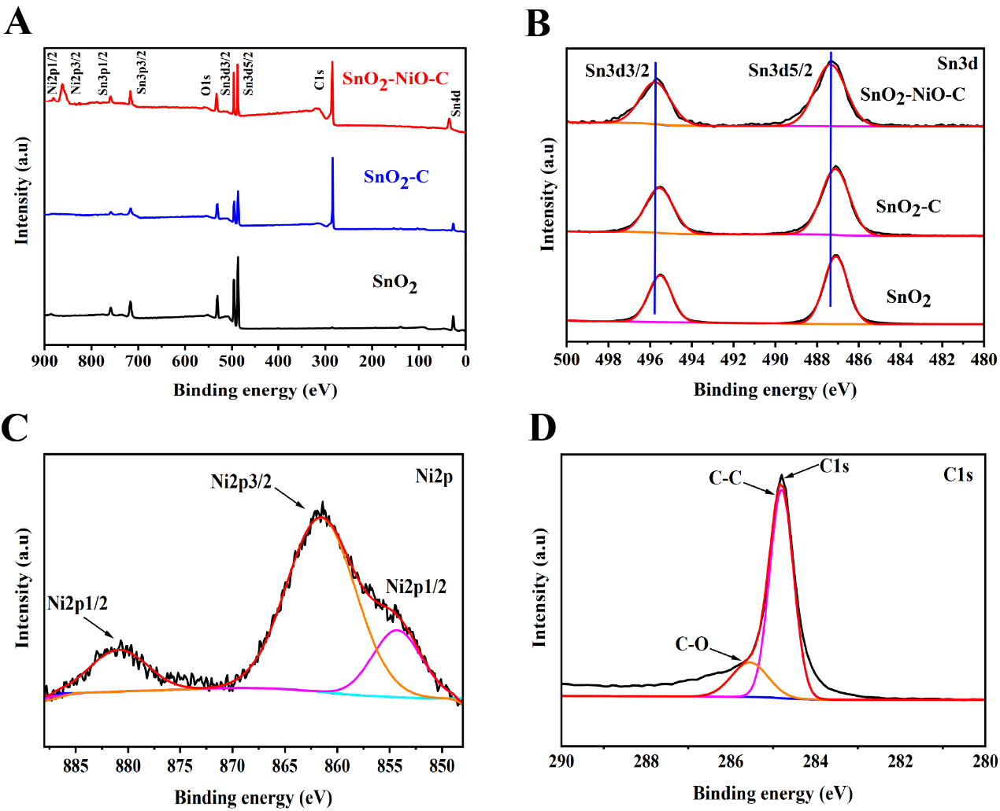 A
Ni2p1/2
Ni2p3/2
Sn3p1/2
Sn3p3/2
O1s
Sn3d3/2
Sn3d5/2
C1s
Sn4d
SnO2-NiO-C
SnO2-C
SnO2
Intensity (a.u)
900 800 700 600 500 400 300 200 100 0
Binding energy (eV)
B
Sn3d3/2
Sn3d5/2
Sn3d
SnO2-NiO-C
SnO2-C
SnO2
Intensity (a.u)
500 498 496 494 492 490 488 486 484 482 480
Binding energy (eV)
C
Ni2p
Ni2p3/2
Ni2p1/2
Ni2p1/2
Intensity (a.u)
885 880 875 870 865 860 855 850
Binding energy (eV)
D
C1s
C-C
C1s
C-O
Intensity (a.u)
290 288 286 284 282 280
Binding energy (eV)